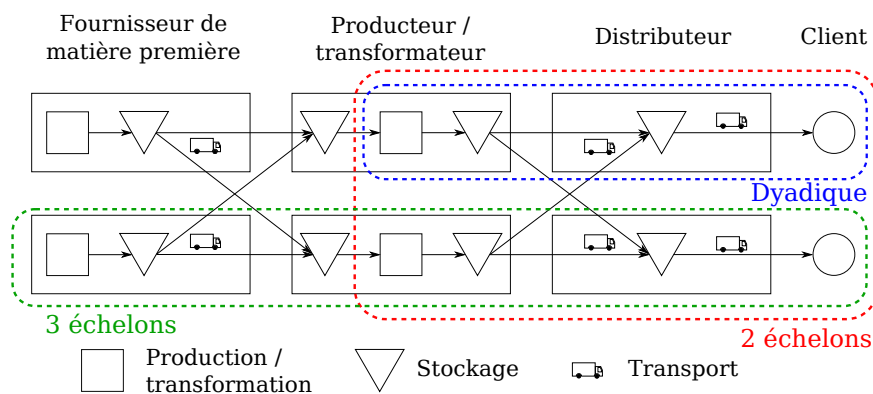 Fournisseur de
matière première
Producteur /
transformateur
Distributeur
Client
Dyadique
3 échelons
2 échelons
Production /
transformation
Stockage
Transport